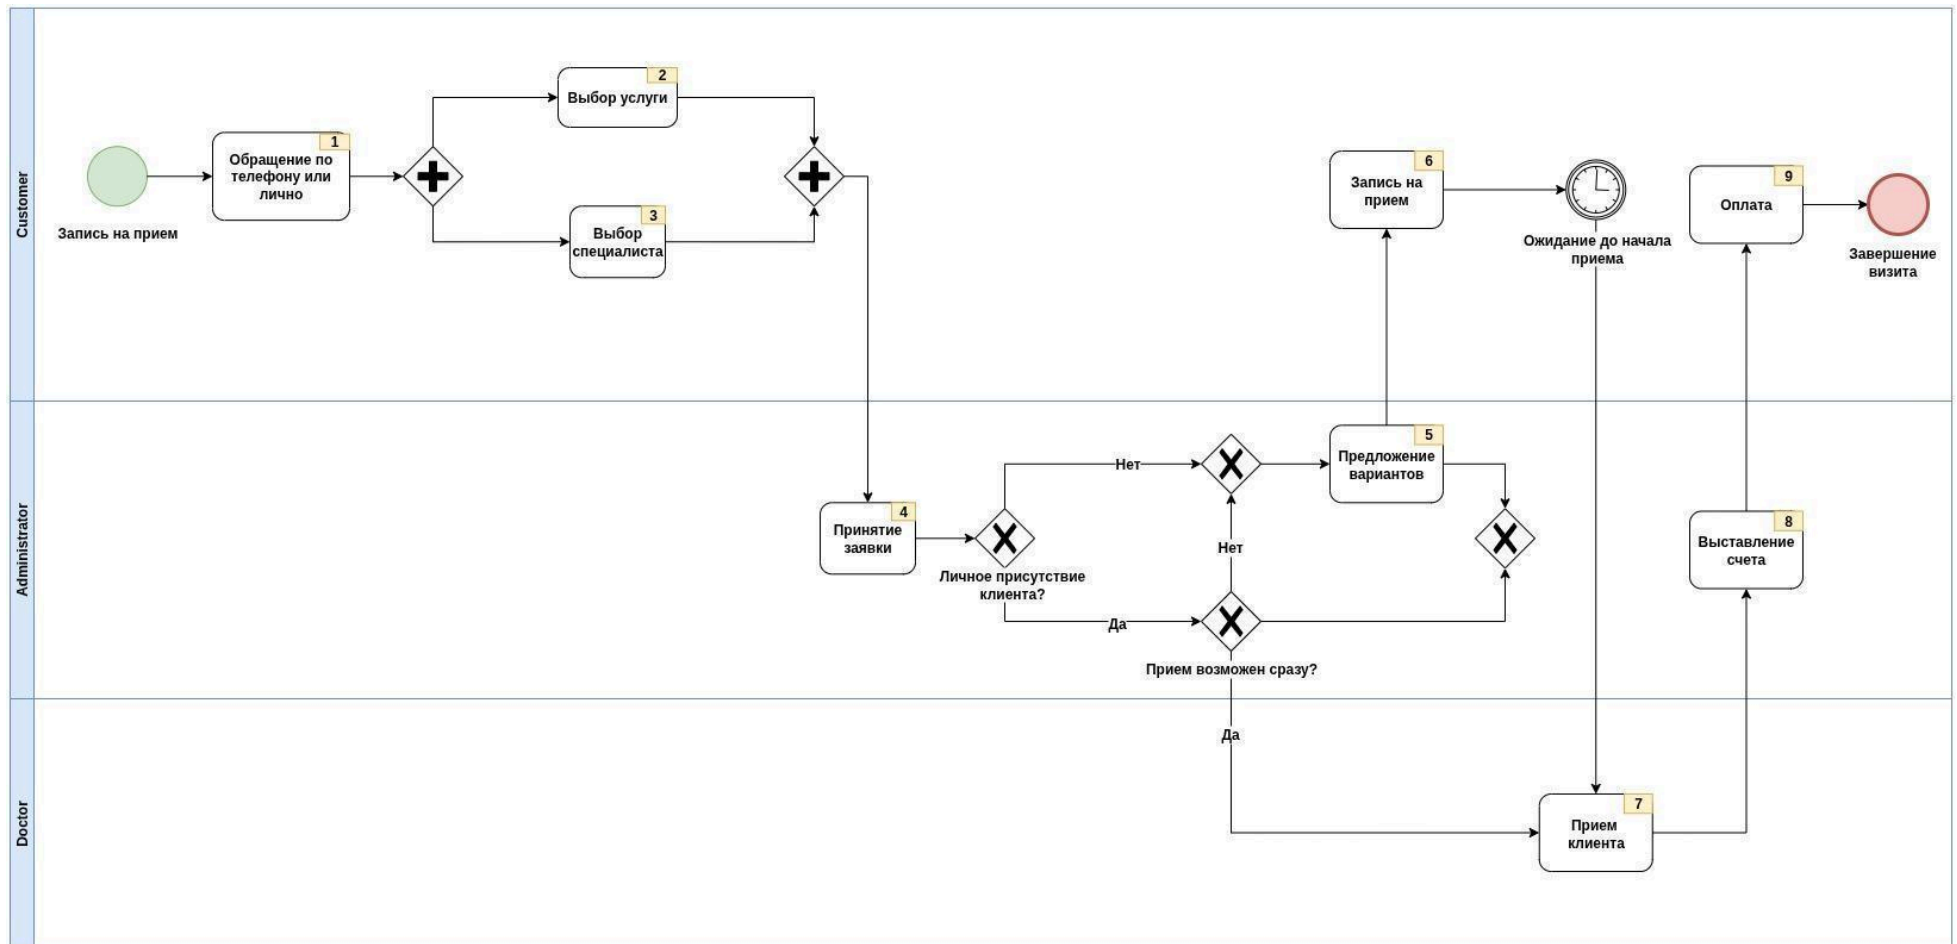 Customer
Запись на прием
1
Обращение по
телефону или
лично
2
Выбор услуги
3
Выбор
специалиста
6
Запись на
прием
Ожидание до начала
приема
9
Оплата
Завершение
визита
Administrator
4
Принятие
заявки
Личное присутствие
клиента?
Нет
Да
Нет
Прием возможен сразу?
5
Предложение
вариантов
8
Выставление
счета
Doctor
Да
7
Прием
клиента